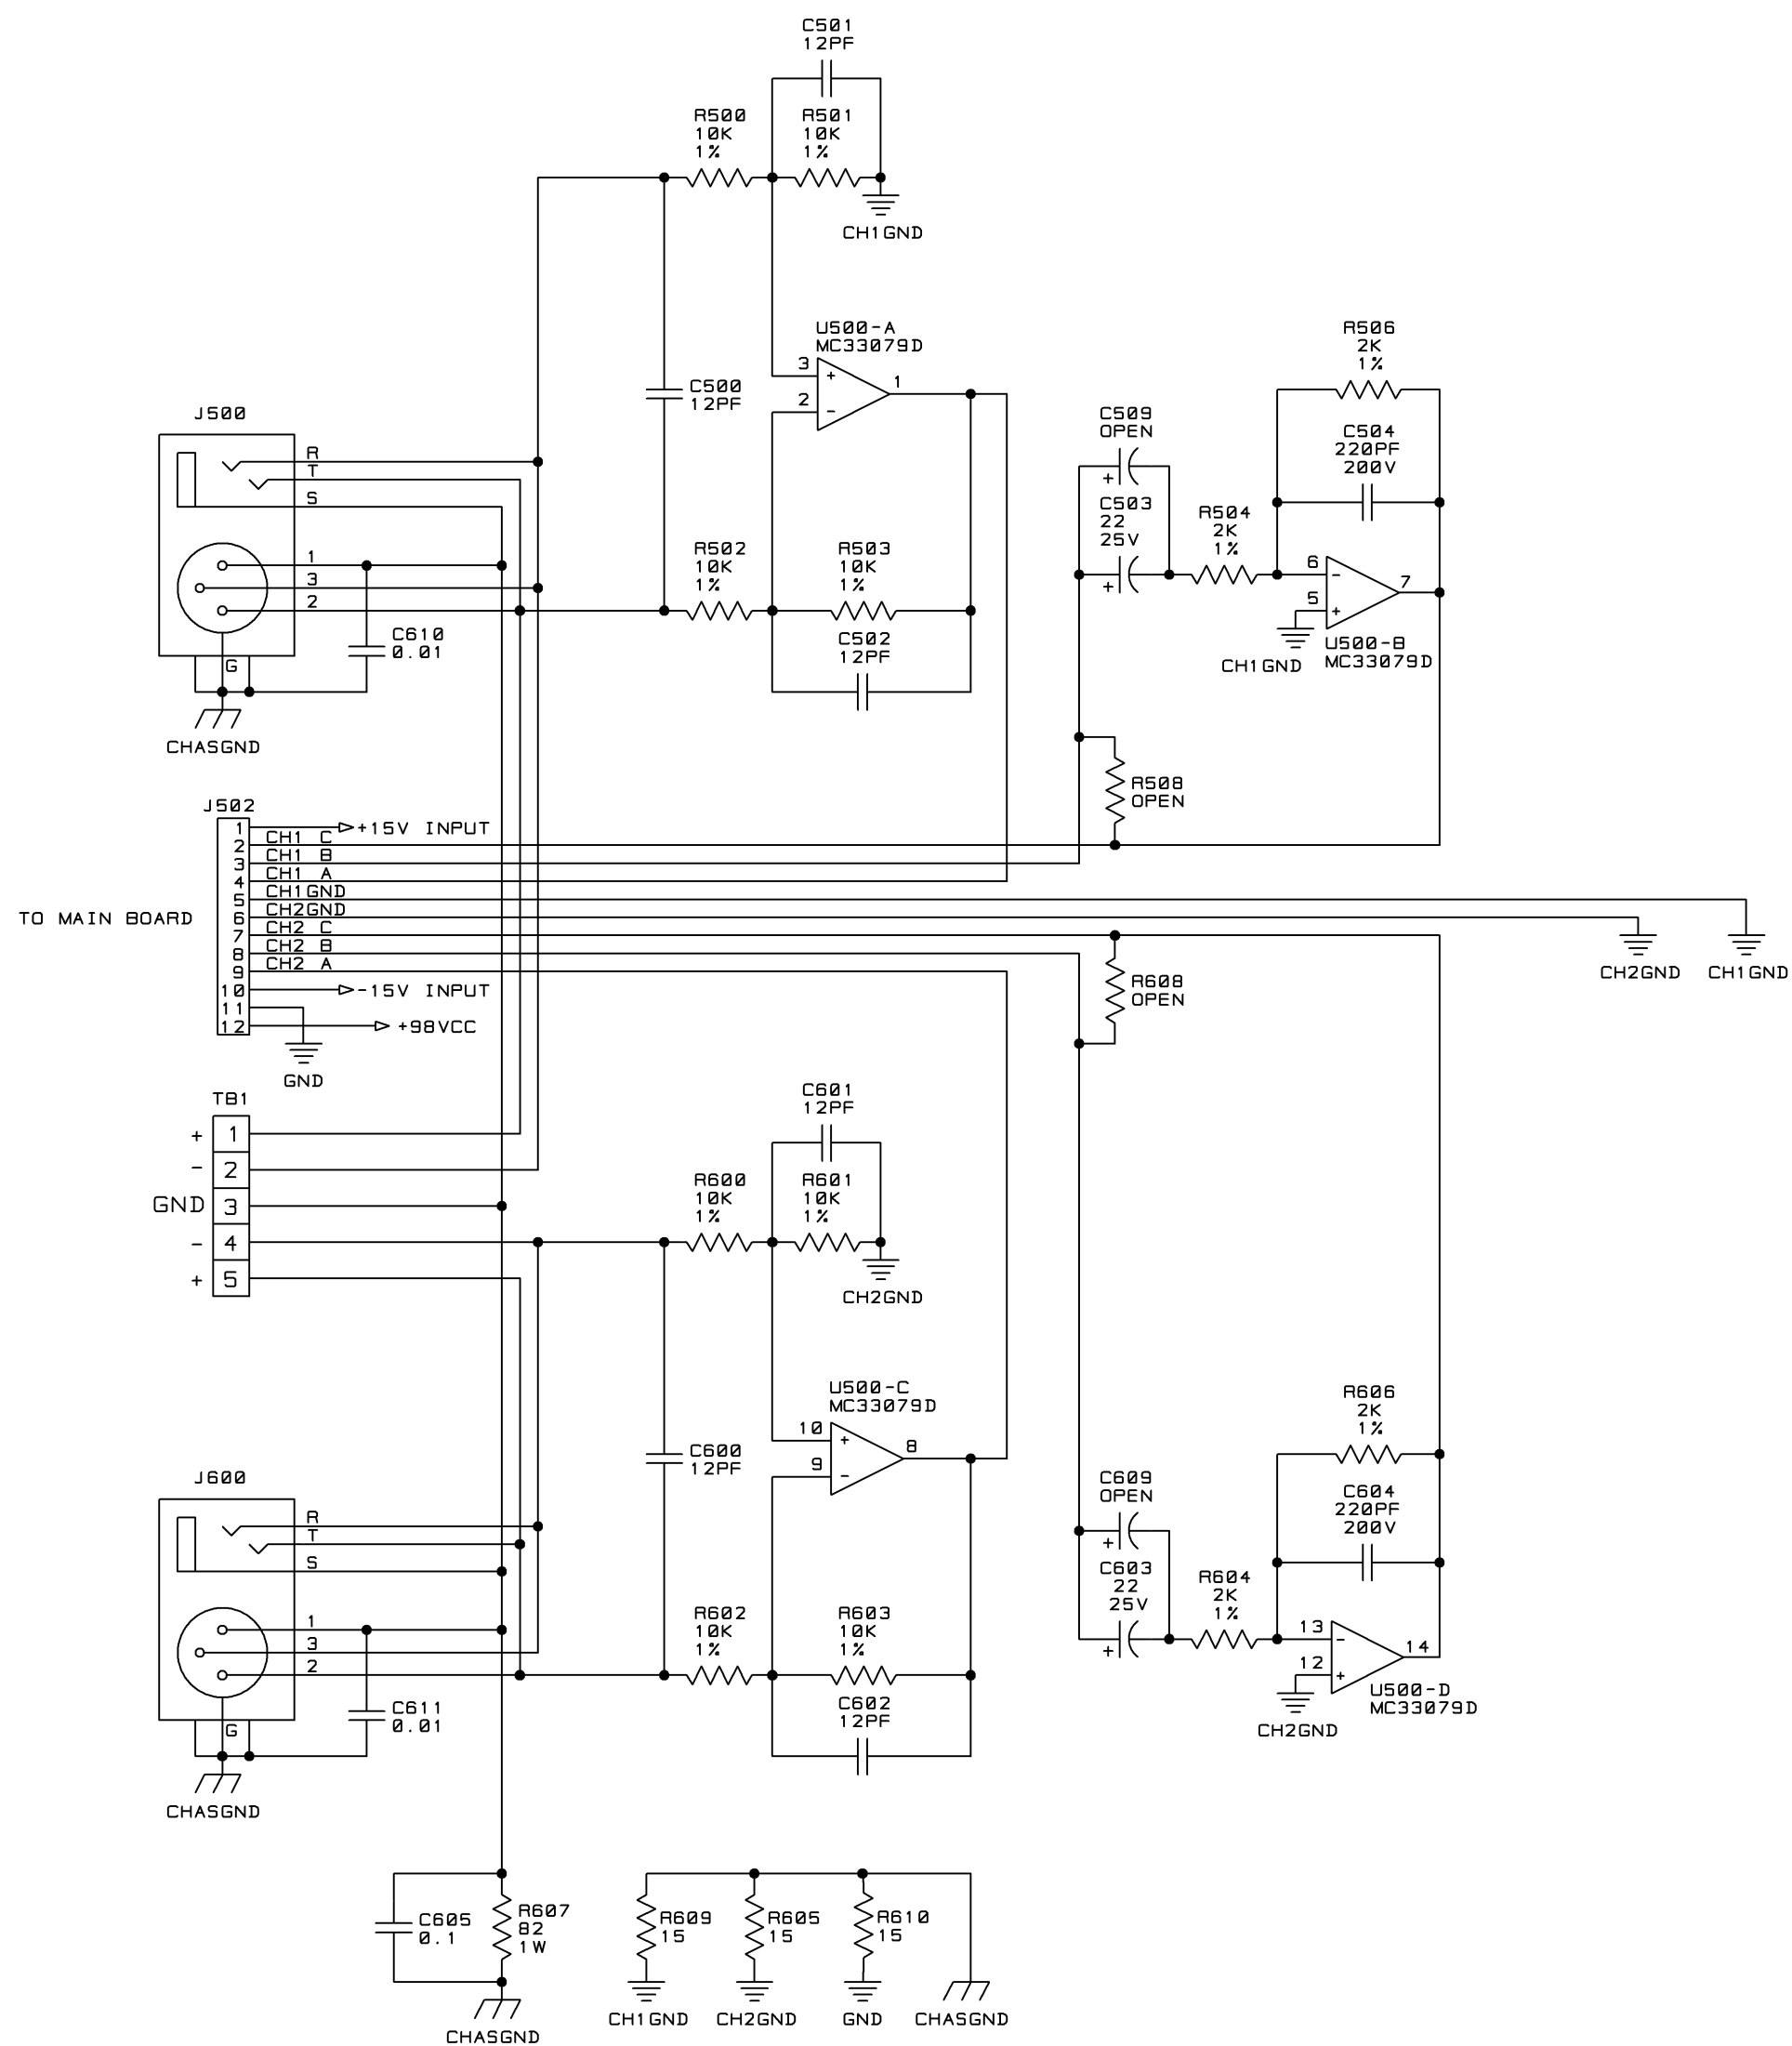 C501
12PF
R500
10K
1%
R501
10K
1%
CH1GND
U500-A
MC33079D
3
+
2
-
1
C500
12PF
R506
2K
1%
C504
220PF
200V
C509
OPEN
+
C503
22
25V
+
R504
2K
1%
6
-
5
+
7
U500-B
MC33079D
CH1GND
J500
R
T
S
1
3
2
G
C610
0.01
CHASGND
R502
10K
1%
R503
10K
1%
C502
12PF
R508
OPEN
J502
1
+15V INPUT
2
CH1 C
3
CH1 B
4
CH1 A
5
CH1GND
6
CH2GND
7
CH2 C
8
CH2 B
9
CH2 A
10
-15V INPUT
11
12
+98VCC
GND
TO MAIN BOARD
CH2GND
CH1GND
R608
OPEN
TB1
+ 1
- 2
GND 3
- 4
+ 5
C601
12PF
R600
10K
1%
R601
10K
1%
CH2GND
U500-C
MC33079D
10
+
9
-
8
C600
12PF
R606
2K
1%
C604
220PF
200V
C609
OPEN
+
C603
22
25V
+
R604
2K
1%
13
-
12
+
14
U500-D
MC33079D
CH2GND
J600
R
T
S
1
3
2
G
C611
0.01
CHASGND
R602
10K
1%
R603
10K
1%
C602
12PF
C605
0.1
R607
82
1W
CHASGND
R609
15
CH1GND
R605
15
CH2GND
R610
15
GND
CHASGND